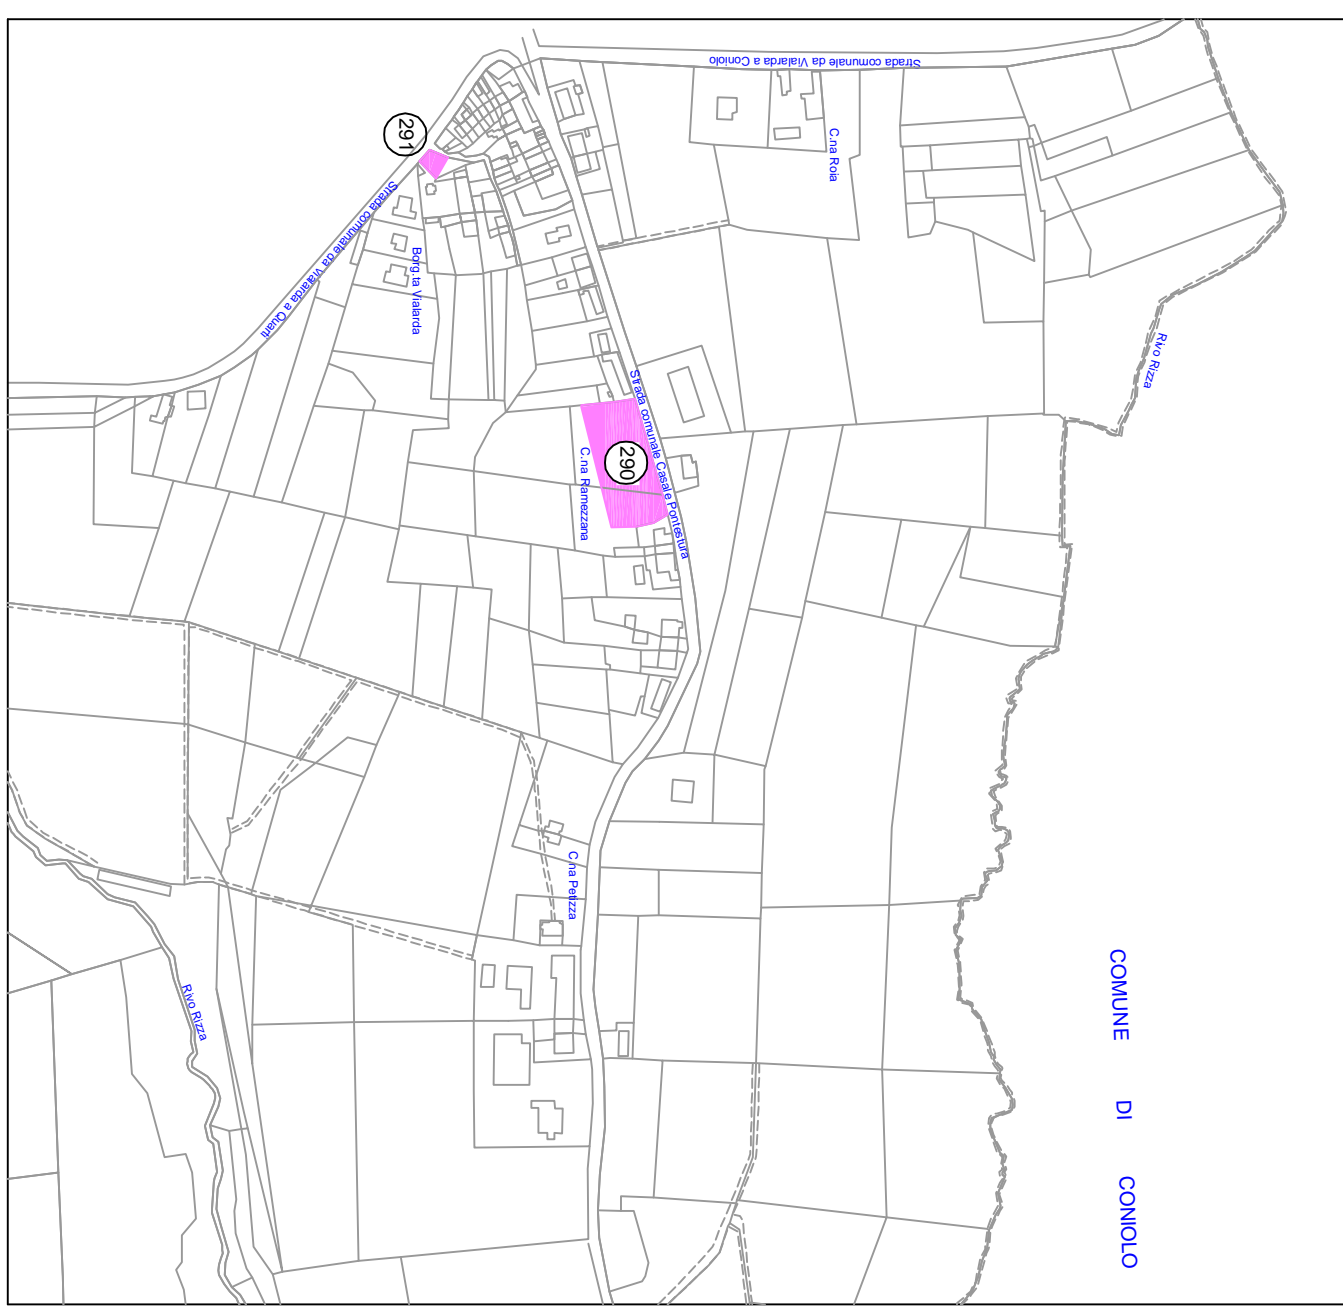 Strada comunale da Vialarda a Coniolo
291
C.na Roia
Strada comunale da Vialarda a Quarti
Borg.ta Vialarda
Rivo Rizza
Strada comunale Casale Pontestura
290
C.na Ramezzana
C.na Petizza
COMUNE DI CONIOLO
Rivo Rizza